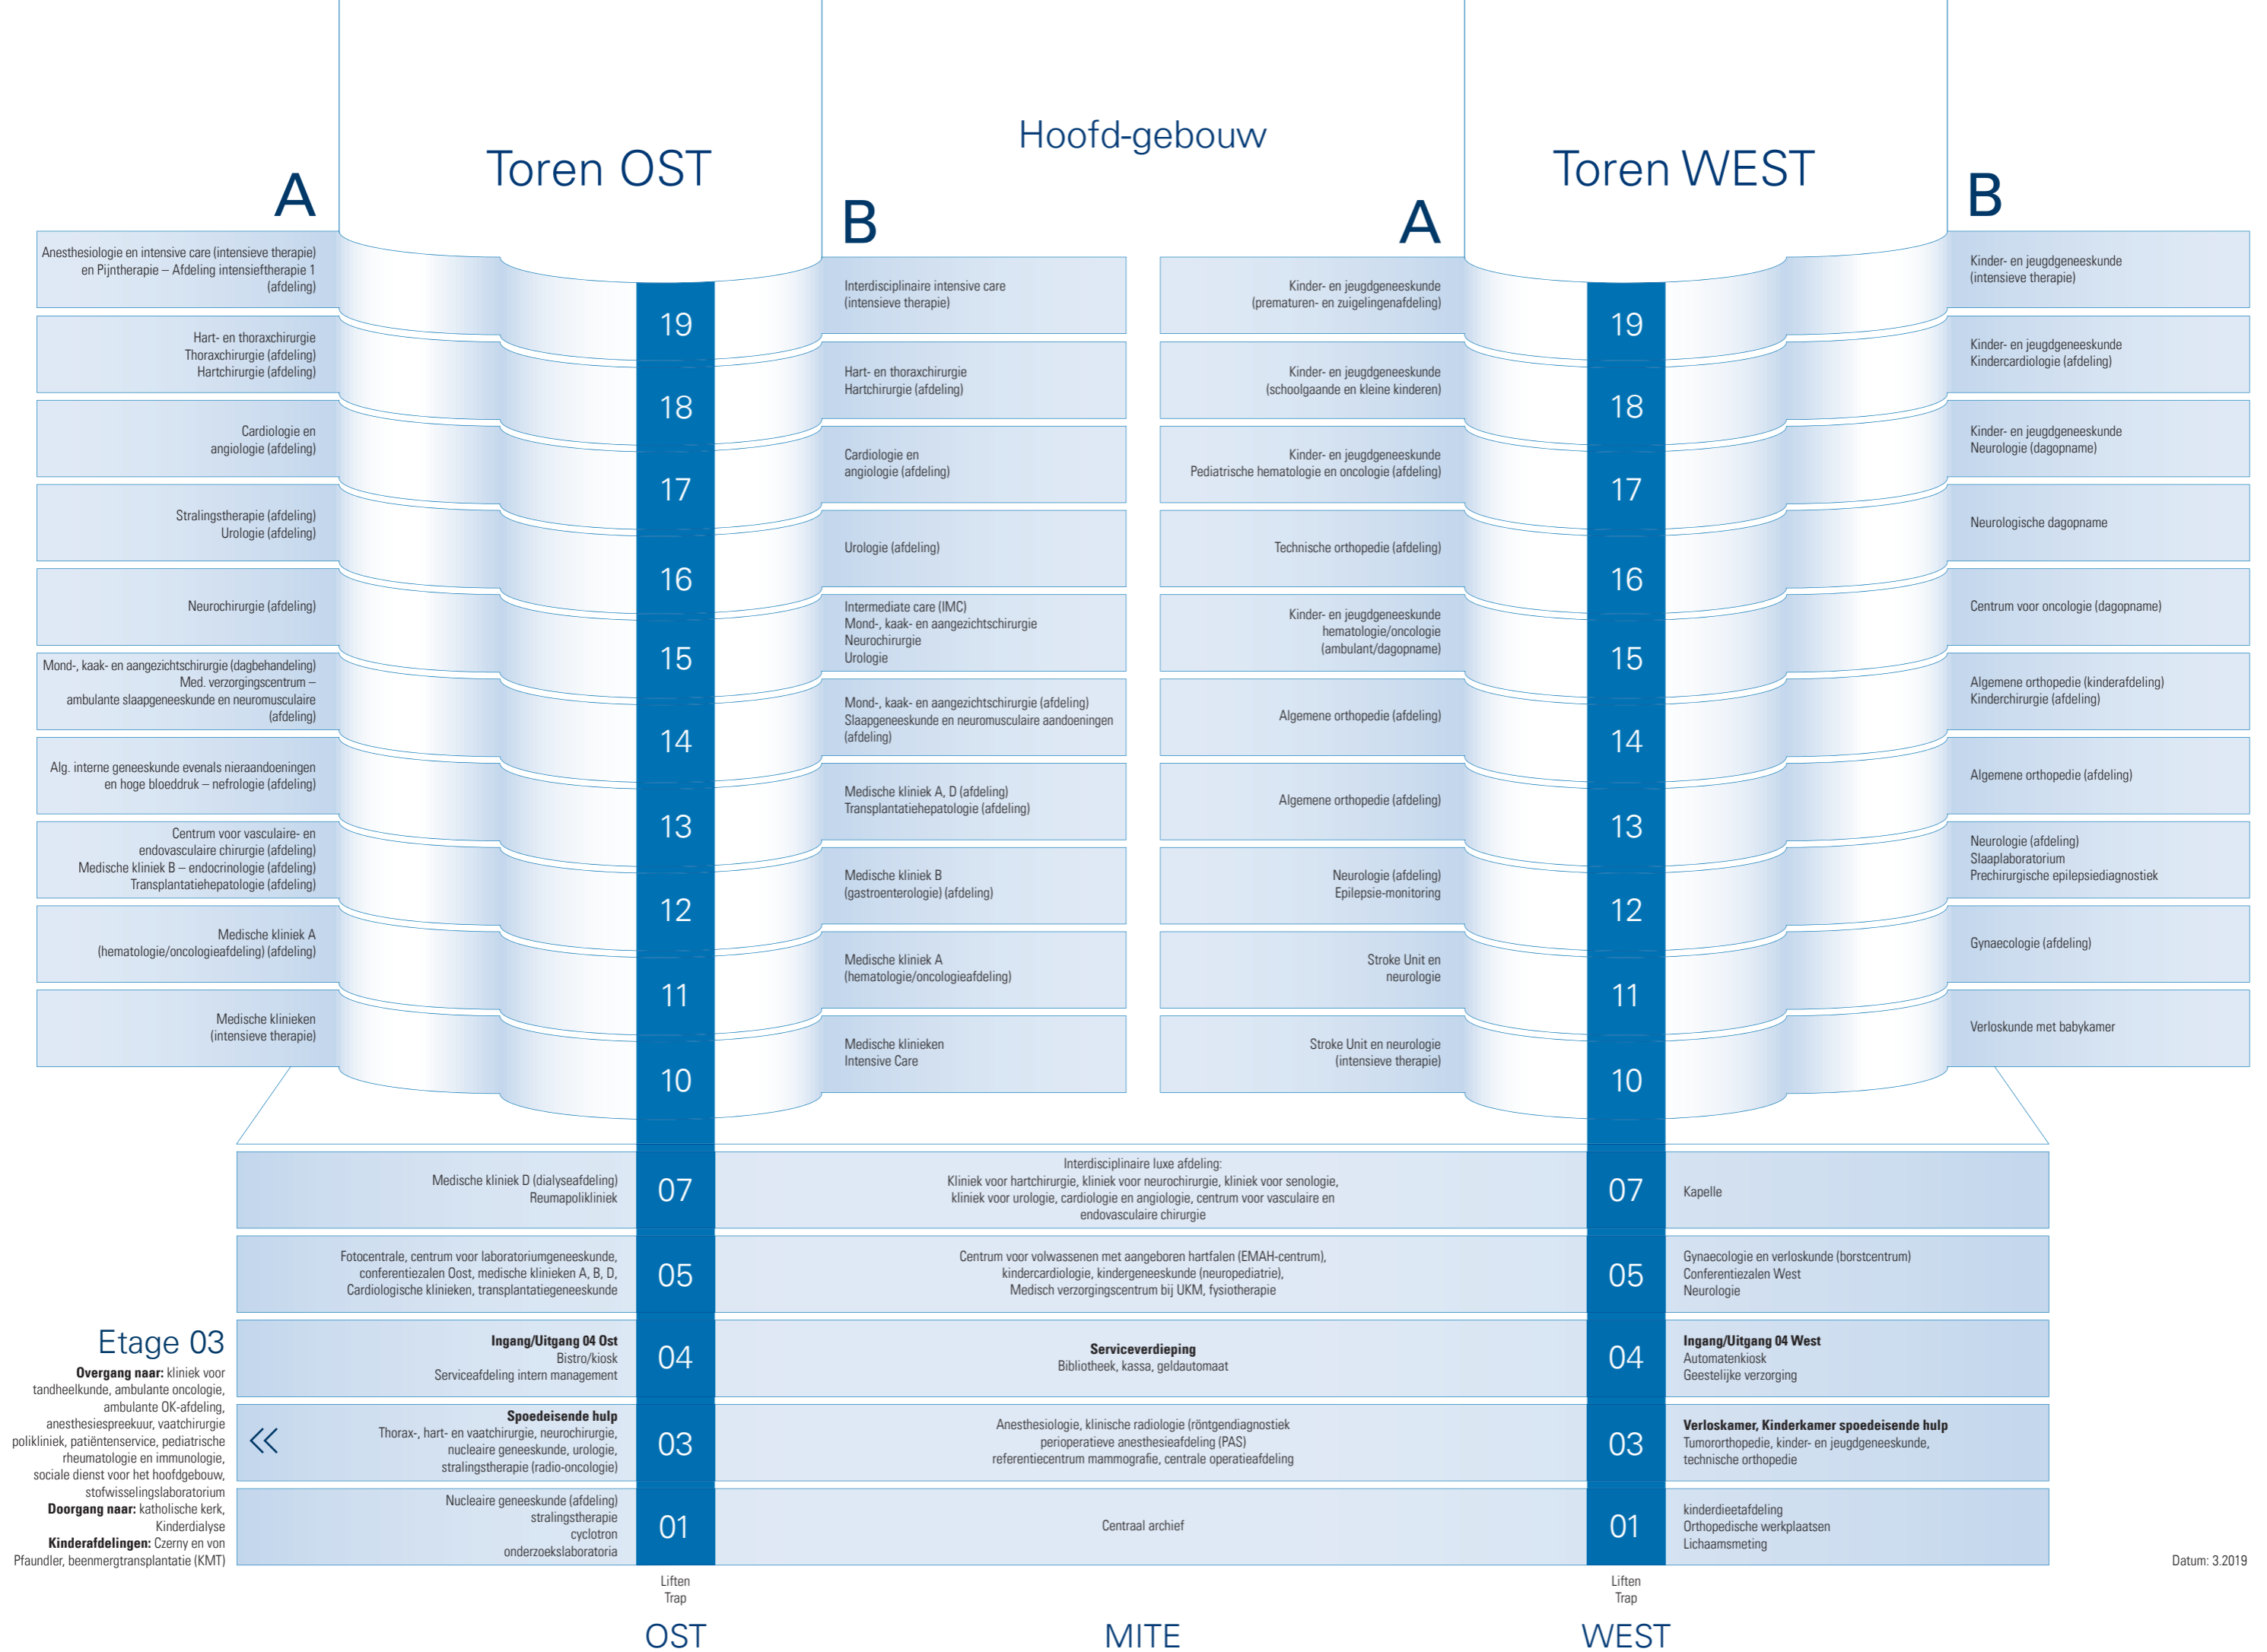 Hoofd-gebouw
Toren OST
Toren WEST
A
B
A
B
Anesthesiologie en intensive care (intensieve therapie)
en Pijntherapie – Afdeling intensieftherapie 1
(afdeling)
19
Interdisciplinaire intensive care
(intensieve therapie)
Kinder- en jeugdgeneeskunde
(prematuren- en zuigelingenafdeling)
19
Kinder- en jeugdgeneeskunde
(intensieve therapie)
Hart- en thoraxchirurgie
Thoraxchirurgie (afdeling)
Hartchirurgie (afdeling)
18
Hart- en thoraxchirurgie
Hartchirurgie (afdeling)
Kinder- en jeugdgeneeskunde
(schoolgaande en kleine kinderen)
18
Kinder- en jeugdgeneeskunde
Kindercardiologie (afdeling)
Cardiologie en
angiologie (afdeling)
17
Cardiologie en
angiologie (afdeling)
Kinder- en jeugdgeneeskunde
Pediatrische hematologie en oncologie (afdeling)
17
Kinder- en jeugdgeneeskunde
Neurologie (dagopname)
Stralingstherapie (afdeling)
Urologie (afdeling)
16
Urologie (afdeling)
Technische orthopedie (afdeling)
16
Neurologische dagopname
Neurochirurgie (afdeling)
15
Intermediate care (IMC)
Mond-, kaak- en aangezichtschirurgie
Neurochirurgie
Urologie
Kinder- en jeugdgeneeskunde
hematologie/oncologie
(ambulant/dagopname)
15
Centrum voor oncologie (dagopname)
Mond-, kaak- en aangezichtschirurgie (dagbehandeling)
Med. verzorgingscentrum –
ambulante slaapgeneeskunde en neuromusculaire
(afdeling)
14
Mond-, kaak- en aangezichtschirurgie (afdeling)
Slaapgeneeskunde en neuromusculaire aandoeningen
(afdeling)
Algemene orthopedie (afdeling)
14
Algemene orthopedie (kinderafdeling)
Kinderchirurgie (afdeling)
Alg. interne geneeskunde evenals nieraandoeningen
en hoge bloeddruk – nefrologie (afdeling)
13
Medische kliniek A, D (afdeling)
Transplantatiehepatologie (afdeling)
Algemene orthopedie (afdeling)
13
Algemene orthopedie (afdeling)
Centrum voor vasculaire- en
endovasculaire chirurgie (afdeling)
Medische kliniek B – endocrinologie (afdeling)
Transplantatiehepatologie (afdeling)
12
Medische kliniek B
(gastroenterologie) (afdeling)
Neurologie (afdeling)
Epilepsie-monitoring
12
Neurologie (afdeling)
Slaaplaboratorium
Prechirurgische epilepsiediagnostiek
Medische kliniek A
(hematologie/oncologieafdeling) (afdeling)
11
Medische kliniek A
(hematologie/oncologieafdeling)
Stroke Unit en
neurologie
11
Gynaecologie (afdeling)
Medische klinieken
(intensieve therapie)
10
Medische klinieken
Intensive Care
Stroke Unit en neurologie
(intensieve therapie)
10
Verloskunde met babykamer
Medische kliniek D (dialyseafdeling)
Reumapolikliniek
07
Interdisciplinaire luxe afdeling:
Kliniek voor hartchirurgie, kliniek voor neurochirurgie, kliniek voor senologie,
kliniek voor urologie, cardiologie en angiologie, centrum voor vasculaire en
endovasculaire chirurgie
07
Kapelle
Fotocentrale, centrum voor laboratoriumgeneeskunde,
conferentiezalen Oost, medische klinieken A, B, D,
Cardiologische klinieken, transplantatiegeneeskunde
05
Centrum voor volwassenen met aangeboren hartfalen (EMAH-centrum),
kindercardiologie, kindergeneeskunde (neuropediatrie),
Medisch verzorgingscentrum bij UKM, fysiotherapie
05
Gynaecologie en verloskunde (borstcentrum)
Conferentiezalen West
Neurologie
Ingang/Uitgang 04 Ost
Bistro/kiosk
Serviceafdeling intern management
04
Serviceverdieping
Bibliotheek, kassa, geldautomaat
04
Ingang/Uitgang 04 West
Automatenkiosk
Geestelijke verzorging
Etage 03
Overgang naar: kliniek voor
tandheelkunde, ambulante oncologie,
ambulante OK-afdeling,
anesthesiespreekuur, vaatchirurgie
polikliniek, patiëntenservice, pediatrische
rheumatologie en immunologie,
sociale dienst voor het hoofdgebouw,
stofwisselingslaboratorium
Doorgang naar: katholische kerk,
Kinderdialyse
Kinderafdelingen: Czerny en von
Pfaundler, beenmergtransplantatie (KMT)
Spoedeisende hulp
Thorax-, hart- en vaatchirurgie, neurochirurgie,
nucleaire geneeskunde, urologie,
stralingstherapie (radio-oncologie)
03
Anesthesiologie, klinische radiologie (röntgendiagnostiek
perioperatieve anesthesieafdeling (PAS)
referentiecentrum mammografie, centrale operatieafdeling
03
Verloskamer, Kinderkamer spoedeisende hulp
Tumororthopedie, kinder- en jeugdgeneeskunde,
technische orthopedie
Nucleaire geneeskunde (afdeling)
stralingstherapie
cyclotron
onderzoekslaboratoria
01
Centraal archief
01
kinderdieetafdeling
Orthopedische werkplaatsen
Lichaamsmeting
Datum: 3.2019
Liften
Trap
Liften
Trap
OST
MITE
WEST